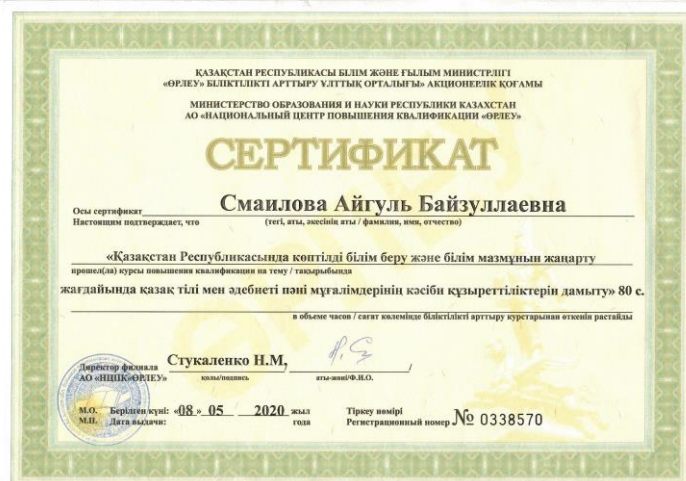 ҚАЗАҚСТАН РЕСПУБЛИКАСЫ БІЛІМ ЖӘНЕ ҒЫЛЫМ МИНИСТРЛІГІ
«ӨРЛЕУ» БІЛІКТІЛІКТІ АРТТЫРУ ҰЛТТЫҚ ОРТАЛЫҒЫ» АКЦИОНЕРЛІК ҚОҒАМЫ
МИНИСТЕРСТВО ОБРАЗОВАНИЯ И НАУКИ РЕСПУБЛИКИ КАЗАХСТАН
АО «НАЦИОНАЛЬНЫЙ ЦЕНТР ПОВЫШЕНИЯ КВАЛИФИКАЦИИ «ӨРЛЕУ»
СЕРТИФИКАТ
Осы сертификат Смаилова Айгуль Байзуллаевна
Настоящим подтверждает, что (тегі, аты, әкесінің аты / фамилия, имя, отчество)
«Қазақстан Республикасында көптілді білім беру және білім мазмұнын жаңарту
прошел(ла) курсы повышения квалификации на тему / тақырыбында
жағдайында қазақ тілі мен әдебиеті пәні мұғалімдерінің кәсіби құзыреттіліктерін дамыту» 80 с.
в объеме часов / сағат көлемінде біліктілікті арттыру курстарынан өткенін растайды
Директор филиала Стукаленко Н.М,
АО «НЦПК«ӨРЛЕУ» қолы/подпись аты-жөні/Ф.И.О.
М.О. Берілген күні: «08 » 05 2020 жыл Тіркеу нөмірі
М.П. Дата выдачи: года Регистрационный номер № 0338570